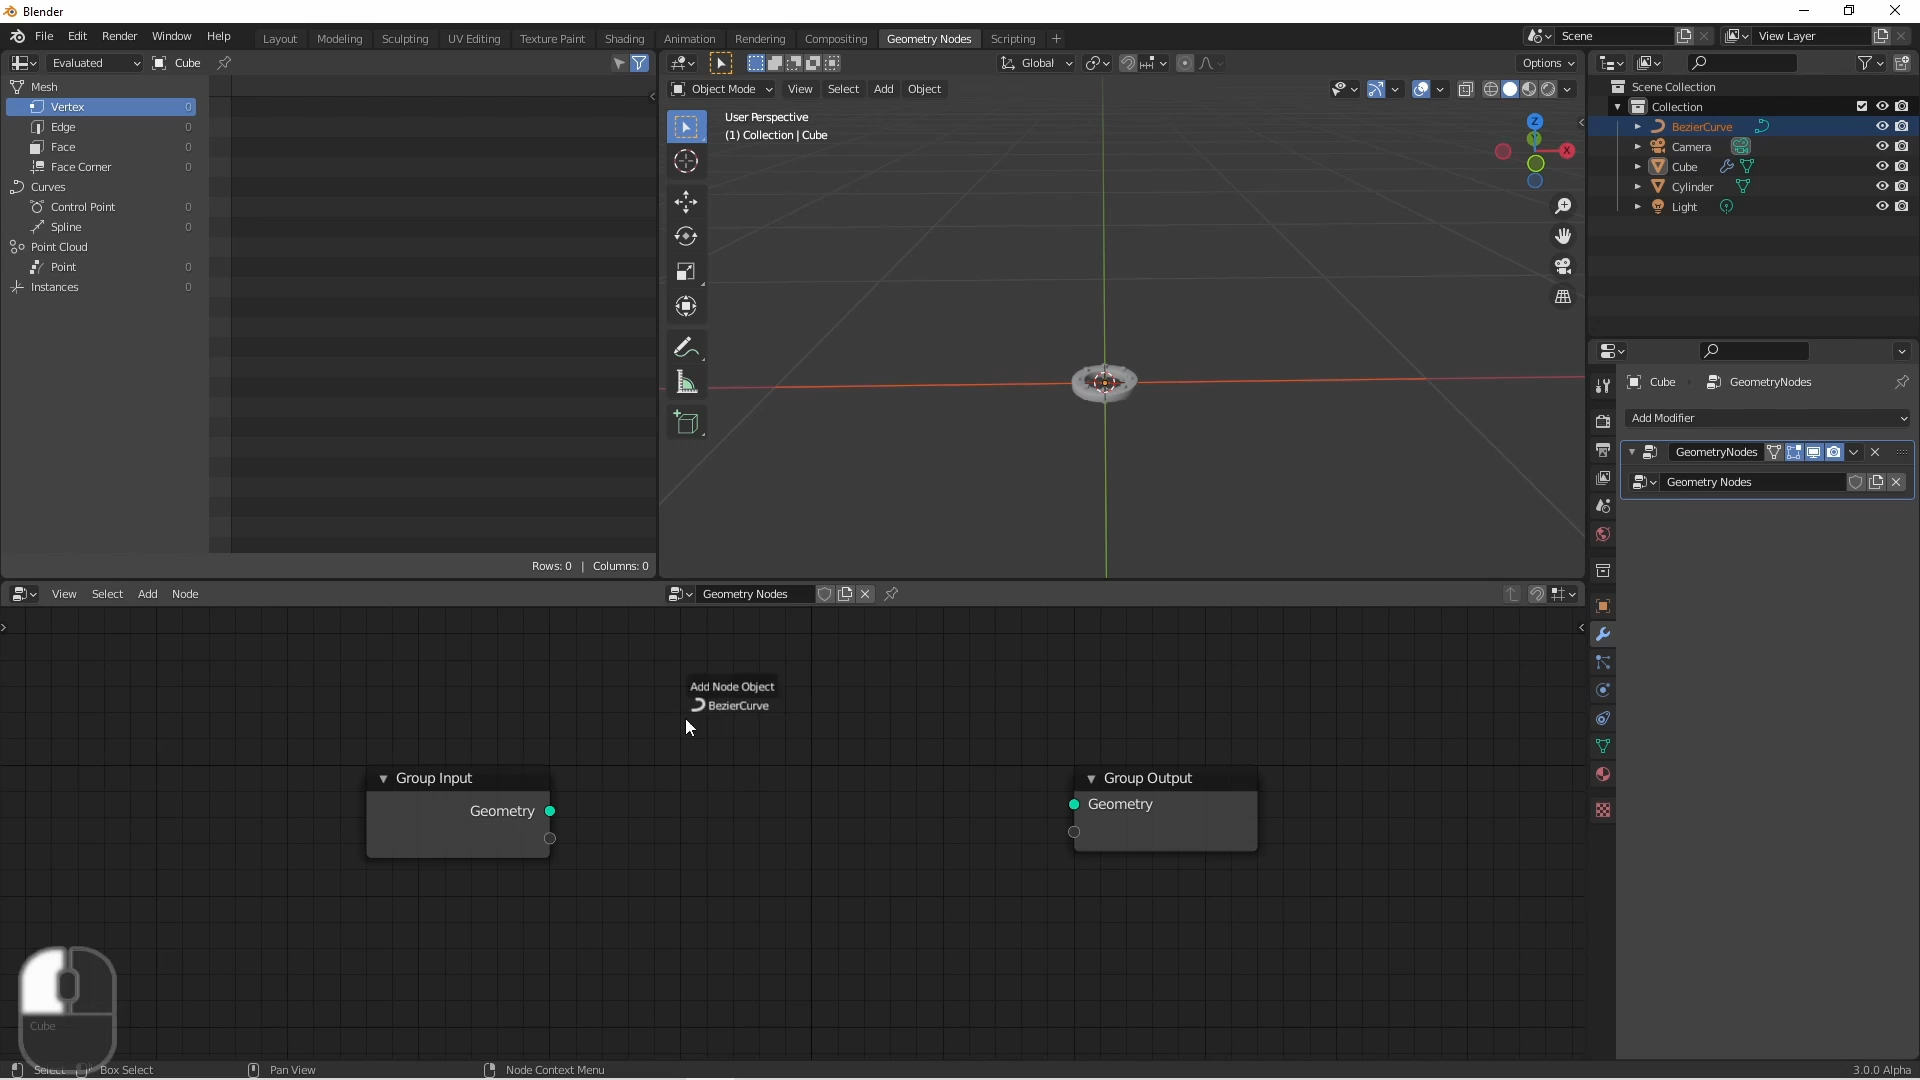 Blender
File Edit Render Window Help
Layout Modeling Sculpting UV Editing Texture Paint Shading Animation Rendering Compositing Geometry Nodes Scripting +
Scene
View Layer
Evaluated Cube
Mesh
Vertex 0
Edge 0
Face 0
Face Corner 0
Curves
Control Point 0
Spline 0
Point Cloud
Point 0
Instances 0
Rows: 0 | Columns: 0
Global
Options
Object Mode View Select Add Object
User Perspective
(1) Collection | Cube
Z
Y
X
Scene Collection
Collection
BezierCurve
Camera
Cube
Cylinder
Light
Cube GeometryNodes
Add Modifier
GeometryNodes
Geometry Nodes
View Select Add Node
Geometry Nodes
Add Node Object
BezierCurve
Group Input
Geometry
Group Output
Geometry
Cube
Select Box Select Pan View Node Context Menu
3.0.0 Alpha